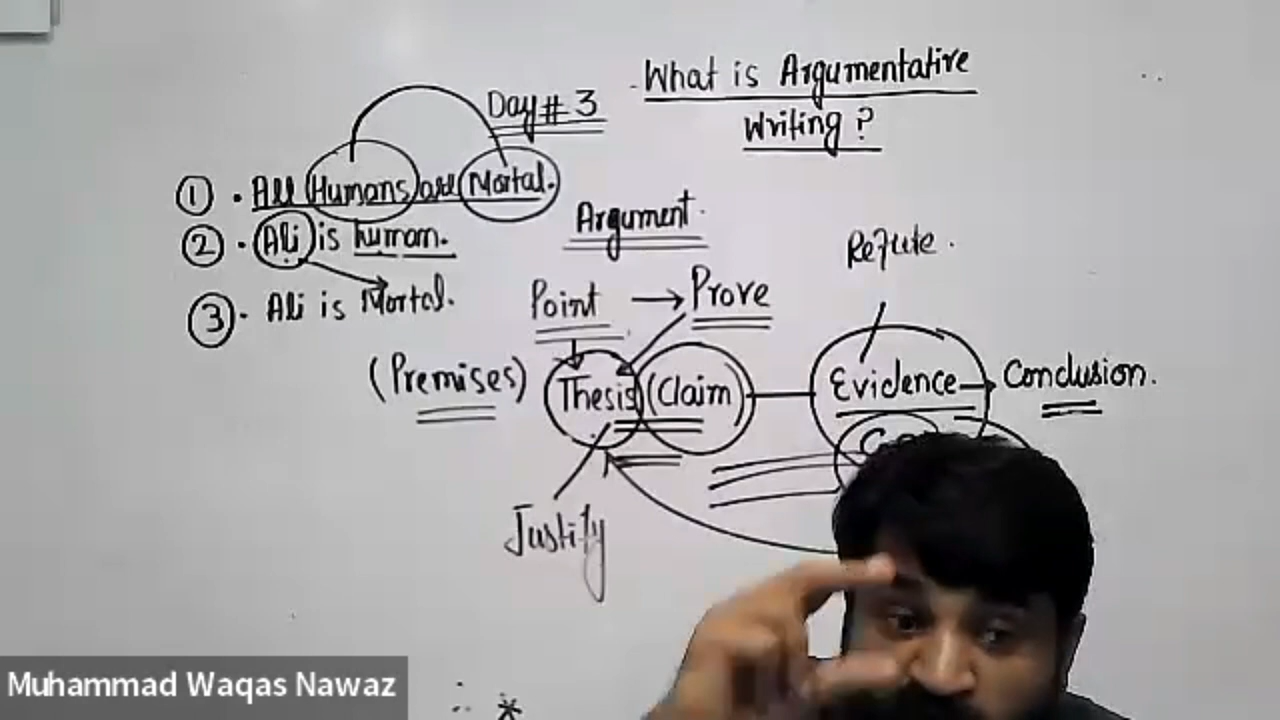 Day # 3
What is Argumentative
Writing ?
① · All Humans are Mortal.
② · Ali is human.
③ · Ali is Mortal.
Argument.
Refute.
Point → Prove
(Premises) Thesis (Claim) Evidence → Conclusion.
Justify
Muhammad Waqas Nawaz